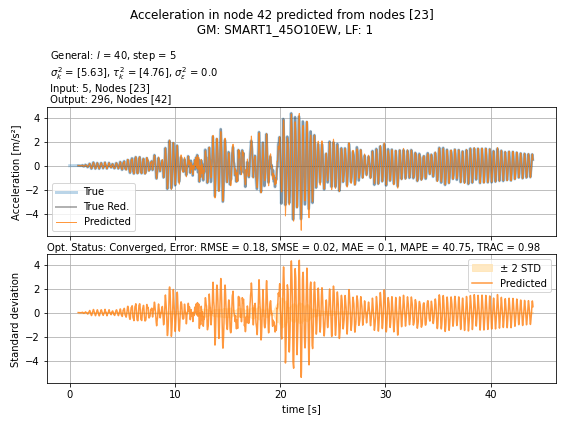 Acceleration in node 42 predicted from nodes [23]
GM: SMART1_45O10EW, LF: 1
General: l = 40, step = 5
σ²ₖ = [5.63], τ²ₖ = [4.76], σ²ε = 0.0
Input: 5, Nodes [23]
Output: 296, Nodes [42]
Acceleration [m/s²]
4
2
0
−2
−4
True
True Red.
Predicted
Opt. Status: Converged, Error: RMSE = 0.18, SMSE = 0.02, MAE = 0.1, MAPE = 40.75, TRAC = 0.98
Standard deviation
4
2
0
−2
−4
± 2 STD
Predicted
0 10 20 30 40
time [s]